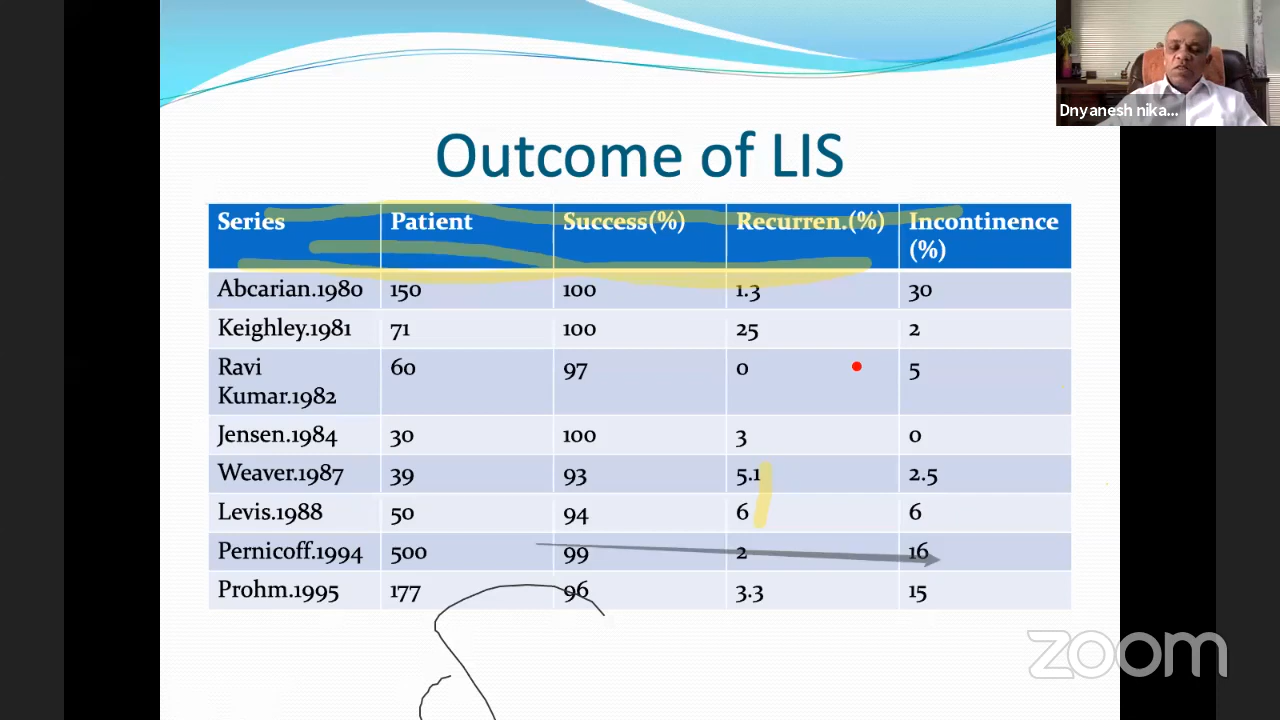 Dnyanesh nika...
Outcome of LIS
Series Patient Success(%) Recurren.(%) Incontinence (%)
Abcarian.1980 150 100 1.3 30
Keighley.1981 71 100 25 2
Ravi Kumar.1982 60 97 0 5
Jensen.1984 30 100 3 0
Weaver.1987 39 93 5.1 2.5
Levis.1988 50 94 6 6
Pernicoff.1994 500 99 2 16
Prohm.1995 177 96 3.3 15
zoom